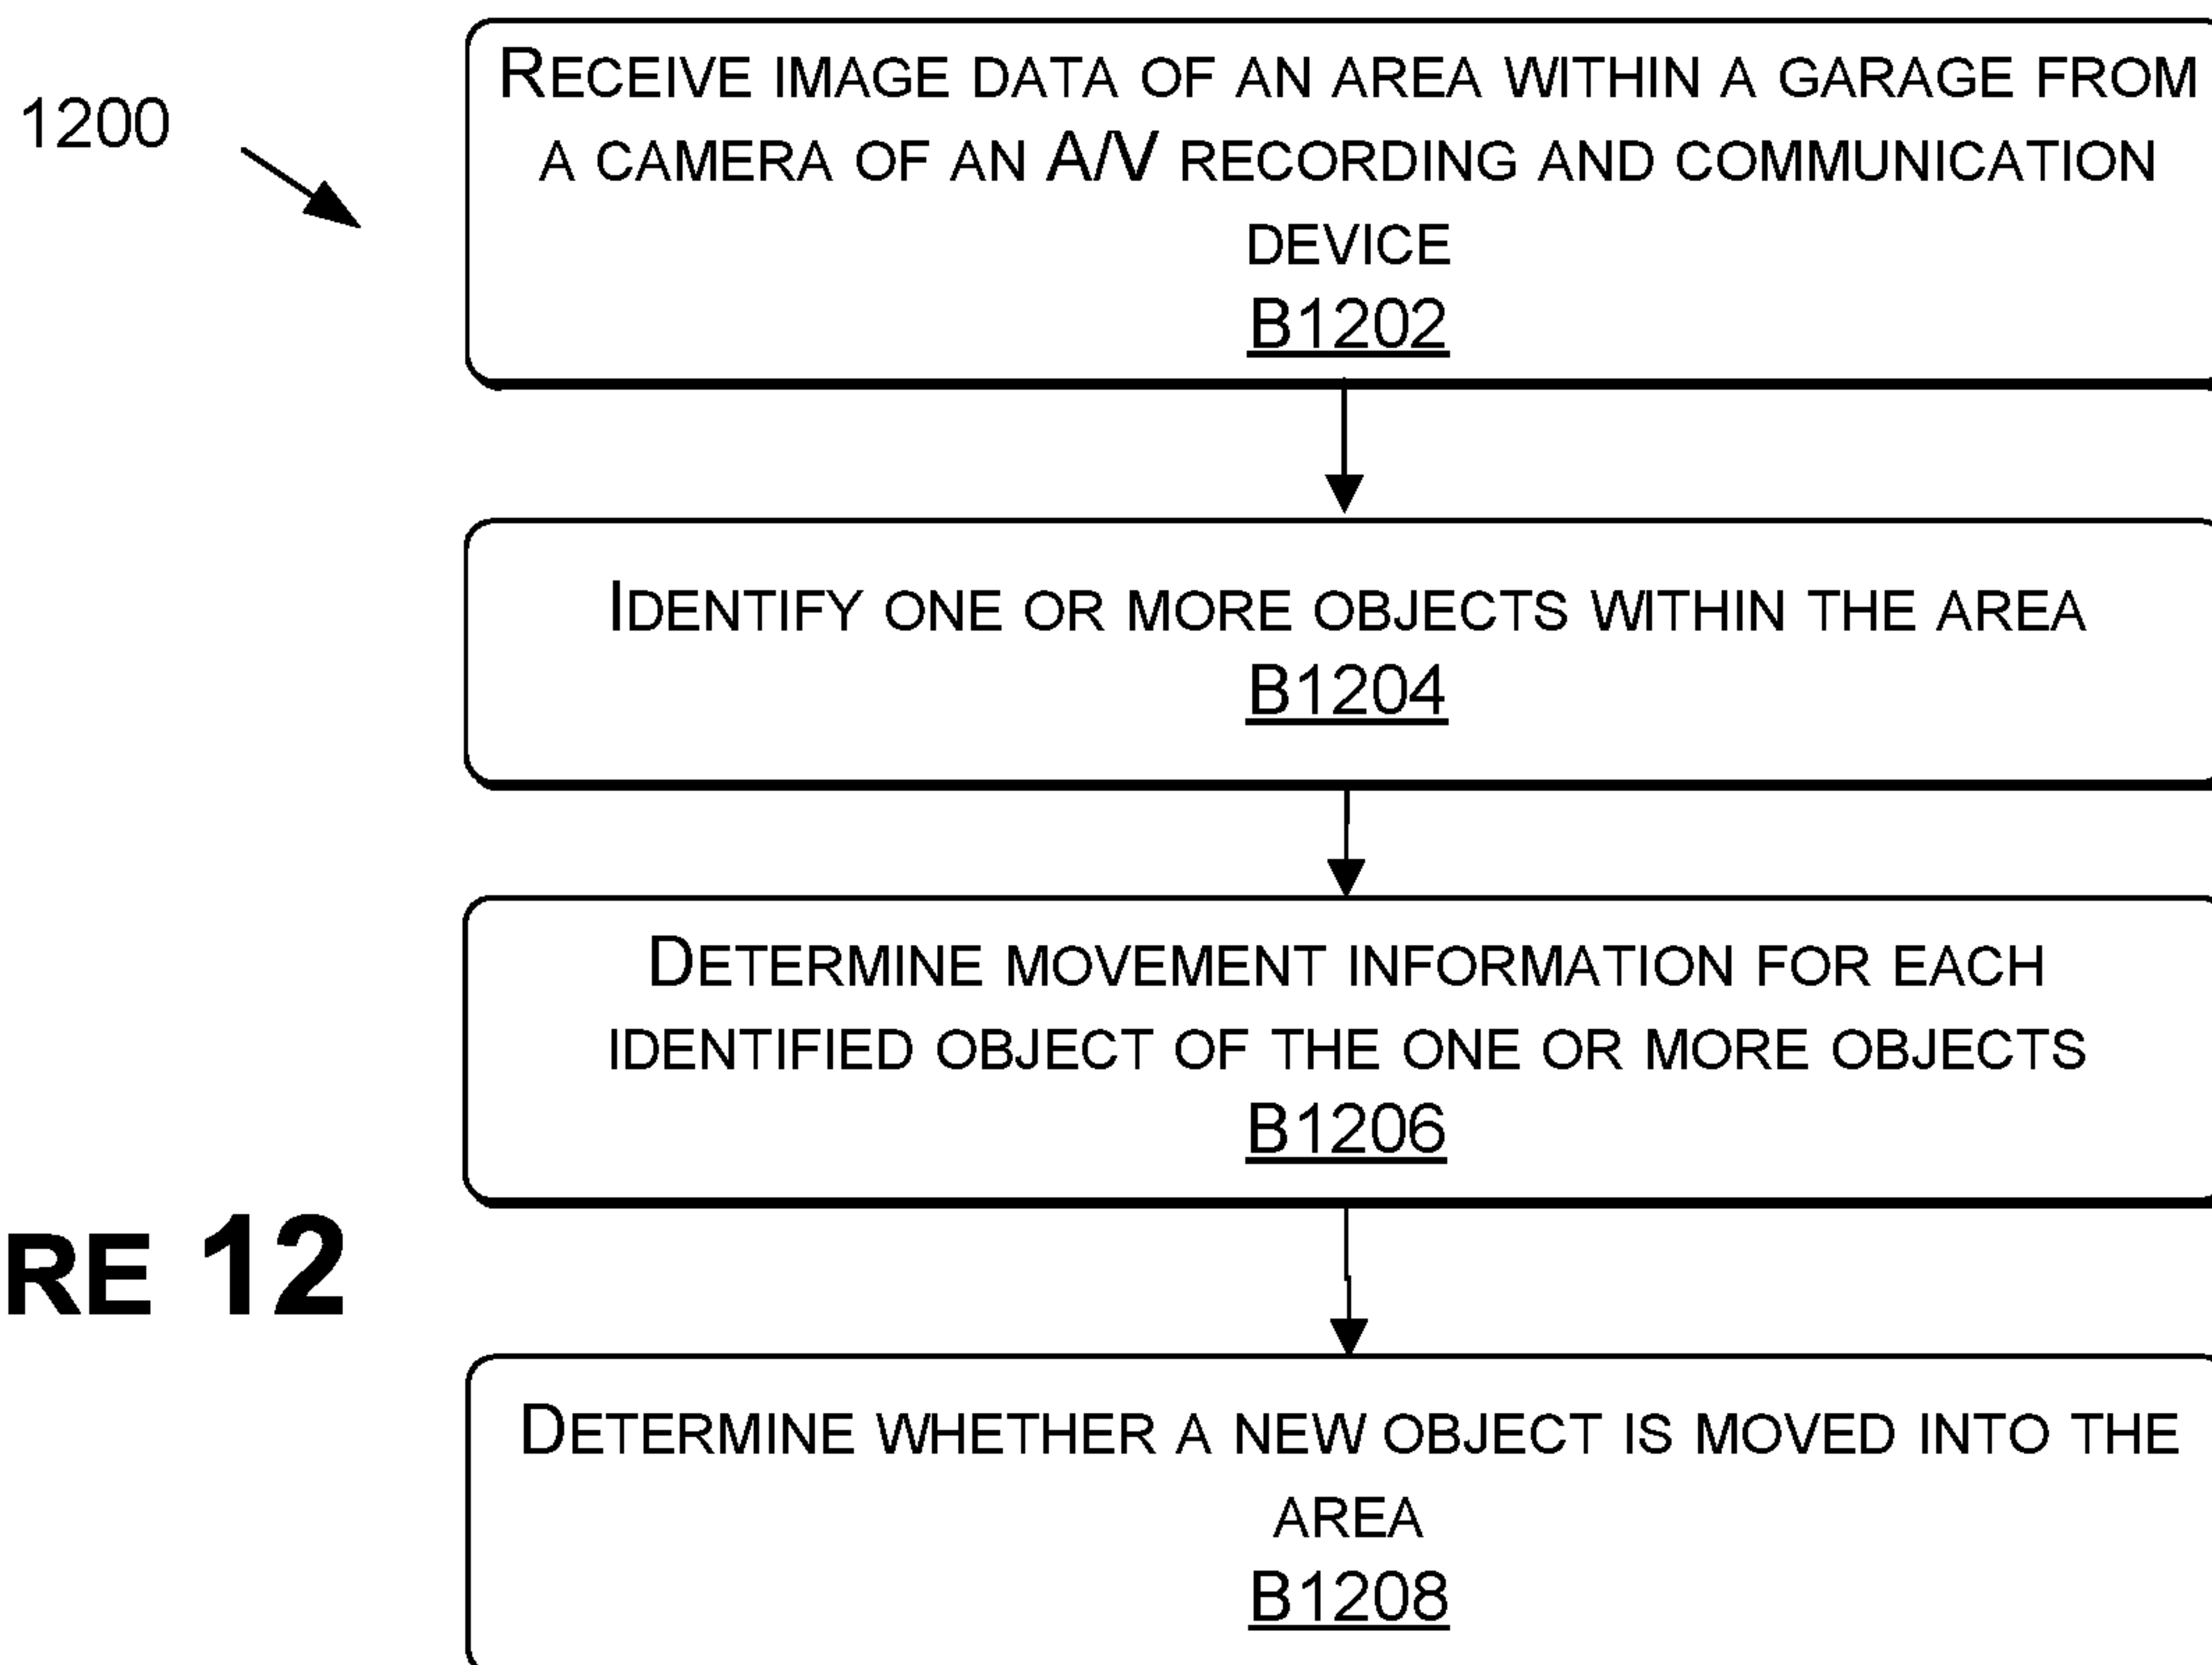 1200
RECEIVE IMAGE DATA OF AN AREA WITHIN A GARAGE FROM
A CAMERA OF AN A/V RECORDING AND COMMUNICATION
DEVICE
B1202
IDENTIFY ONE OR MORE OBJECTS WITHIN THE AREA
B1204
DETERMINE MOVEMENT INFORMATION FOR EACH
IDENTIFIED OBJECT OF THE ONE OR MORE OBJECTS
B1206
RE 12
DETERMINE WHETHER A NEW OBJECT IS MOVED INTO THE
AREA
B1208